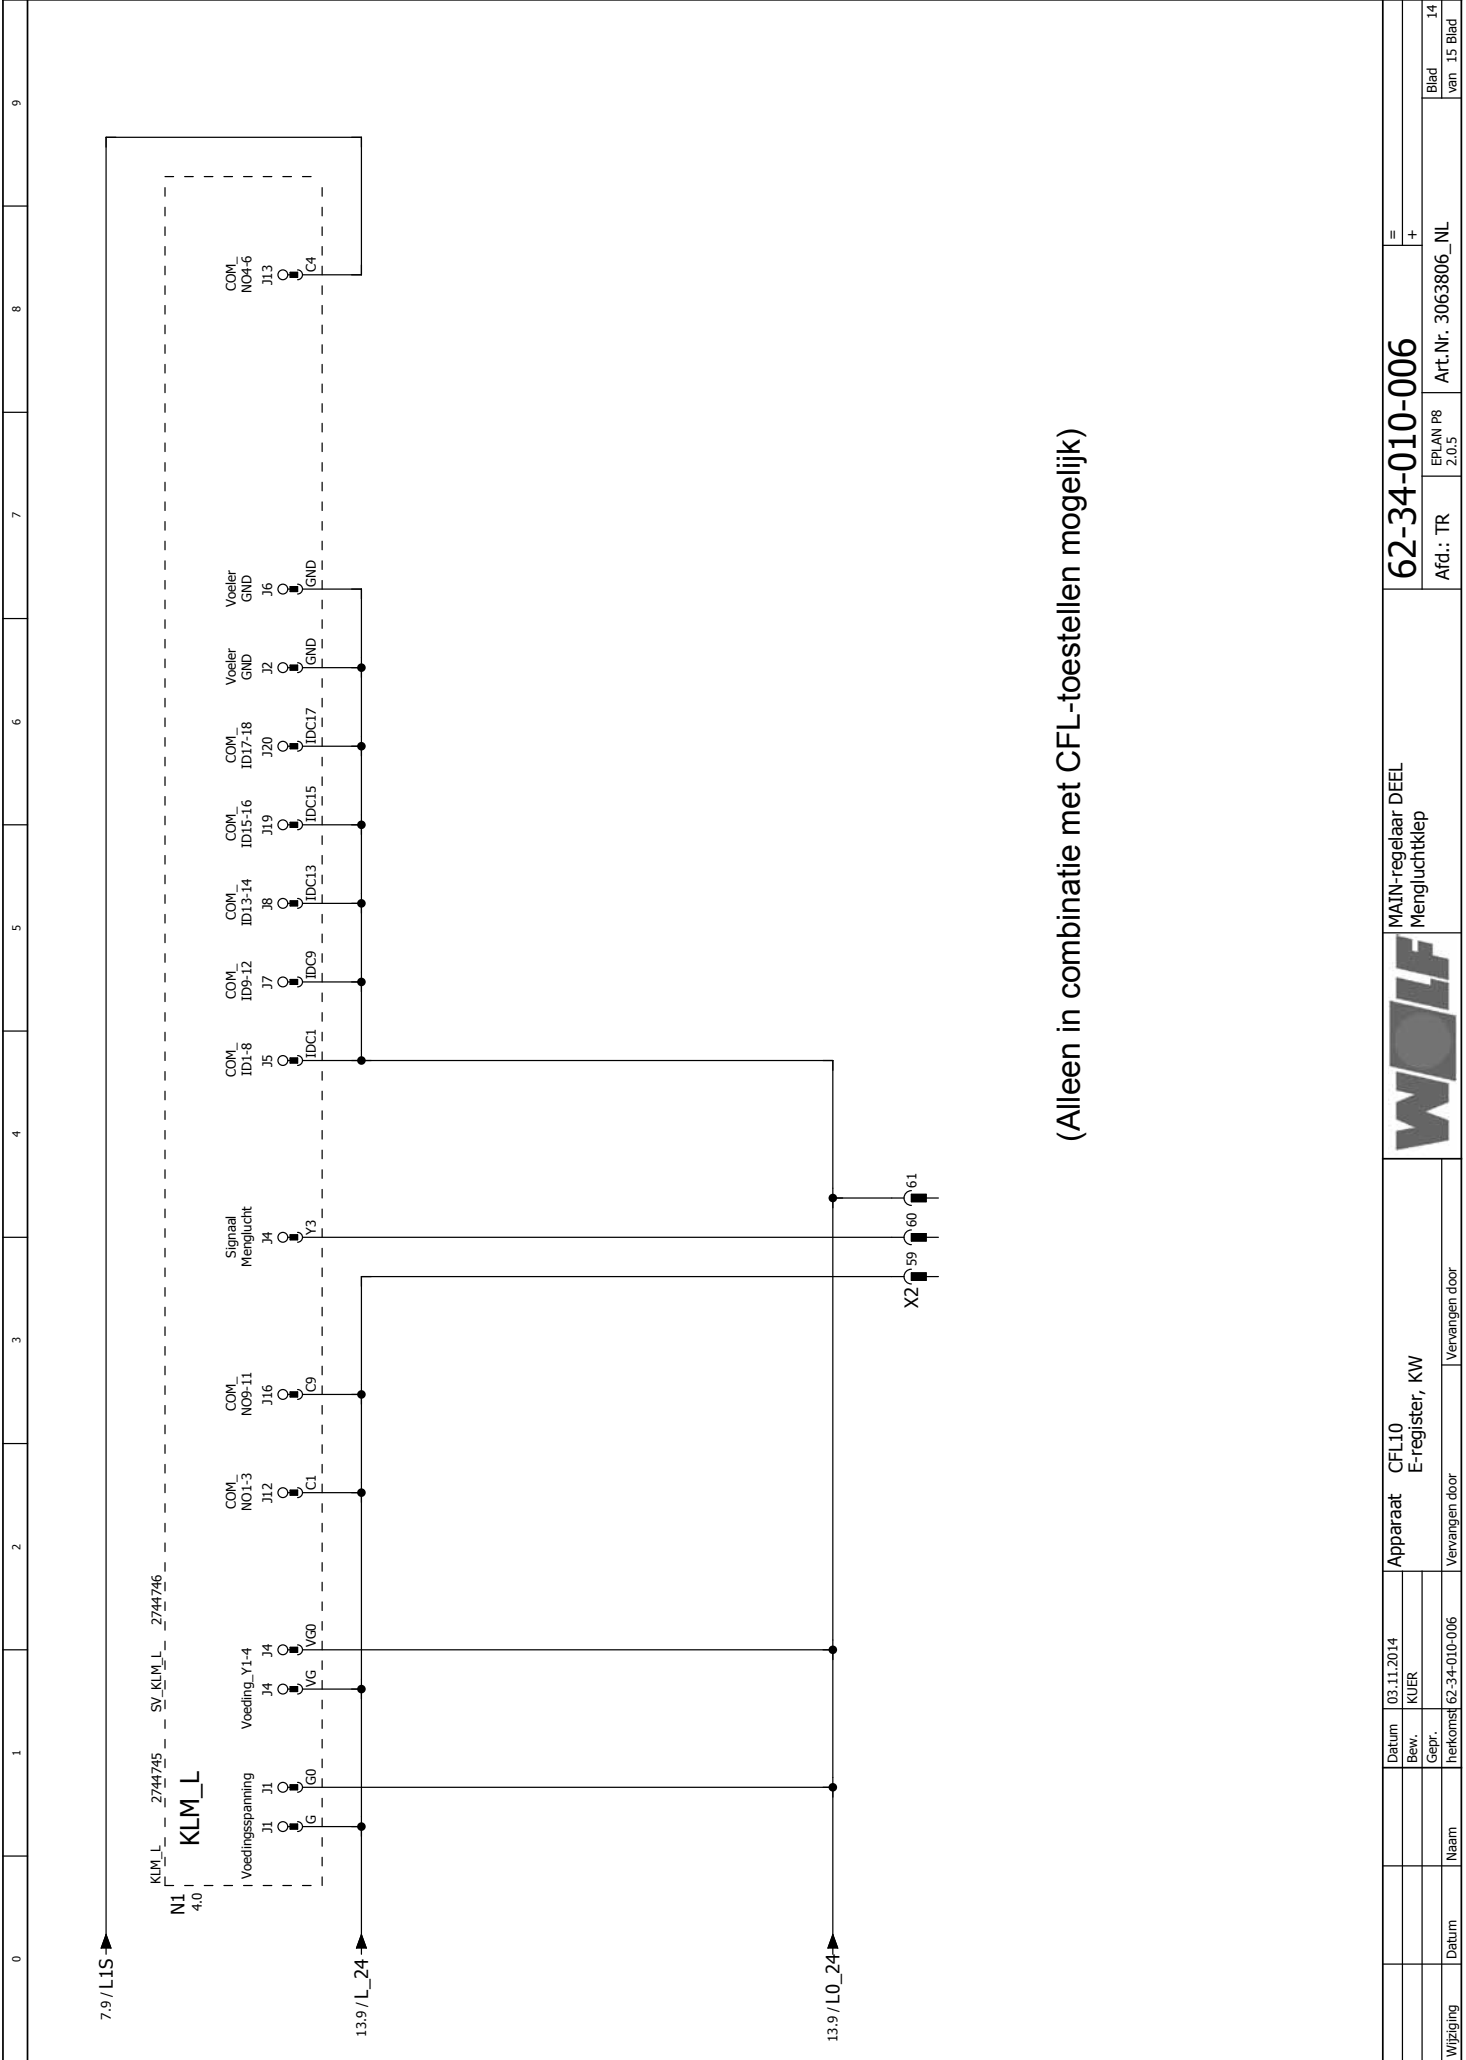 0 1 2 3 4 5 6 7 8 9
7.9 / L1S
KLM_L 2744745 SV_KLM_L 2744746
N1
4.0
KLM_L
Voedingsspanning
J1 J1
G G0
Voeding_Y1-4
J4 J4
VG VG0
COM_
NO1-3
J12
C1
COM_
NO9-11
J16
C9
Signaal
Menglucht
J4
Y3
COM_
ID1-8
J5
IDC1
COM_
ID9-12
J7
IDC9
COM_
ID13-14
J8
IDC13
COM_
ID15-16
J19
IDC15
COM_
ID17-18
J20
IDC17
Voeler
GND
J2
GND
Voeler
GND
J6
GND
COM_
NO4-6
J13
C4
13.9 / L_24
13.9 / L0_24
X2 59 60 61
(Alleen in combinatie met CFL-toestellen mogelijk)
Wijziging Datum Naam
Datum 03.11.2014
Bew. KUER
Gepr.
herkomst 62-34-010-006
Apparaat CFL10
E-register, KW
Vervangen door Vervangen door
WOLF
MAIN-regelaar DEEL
Mengluchtklep
62-34-010-006
=
+
Afd.: TR
EPLAN P8
2.0.5
Art.Nr. 3063806_NL
Blad 14
van 15 Blad